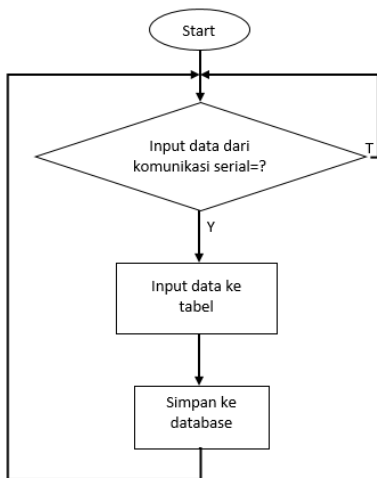 Start
Input data dari
komunikasi serial=?
T
Y
Input data ke
tabel
Simpan ke
database